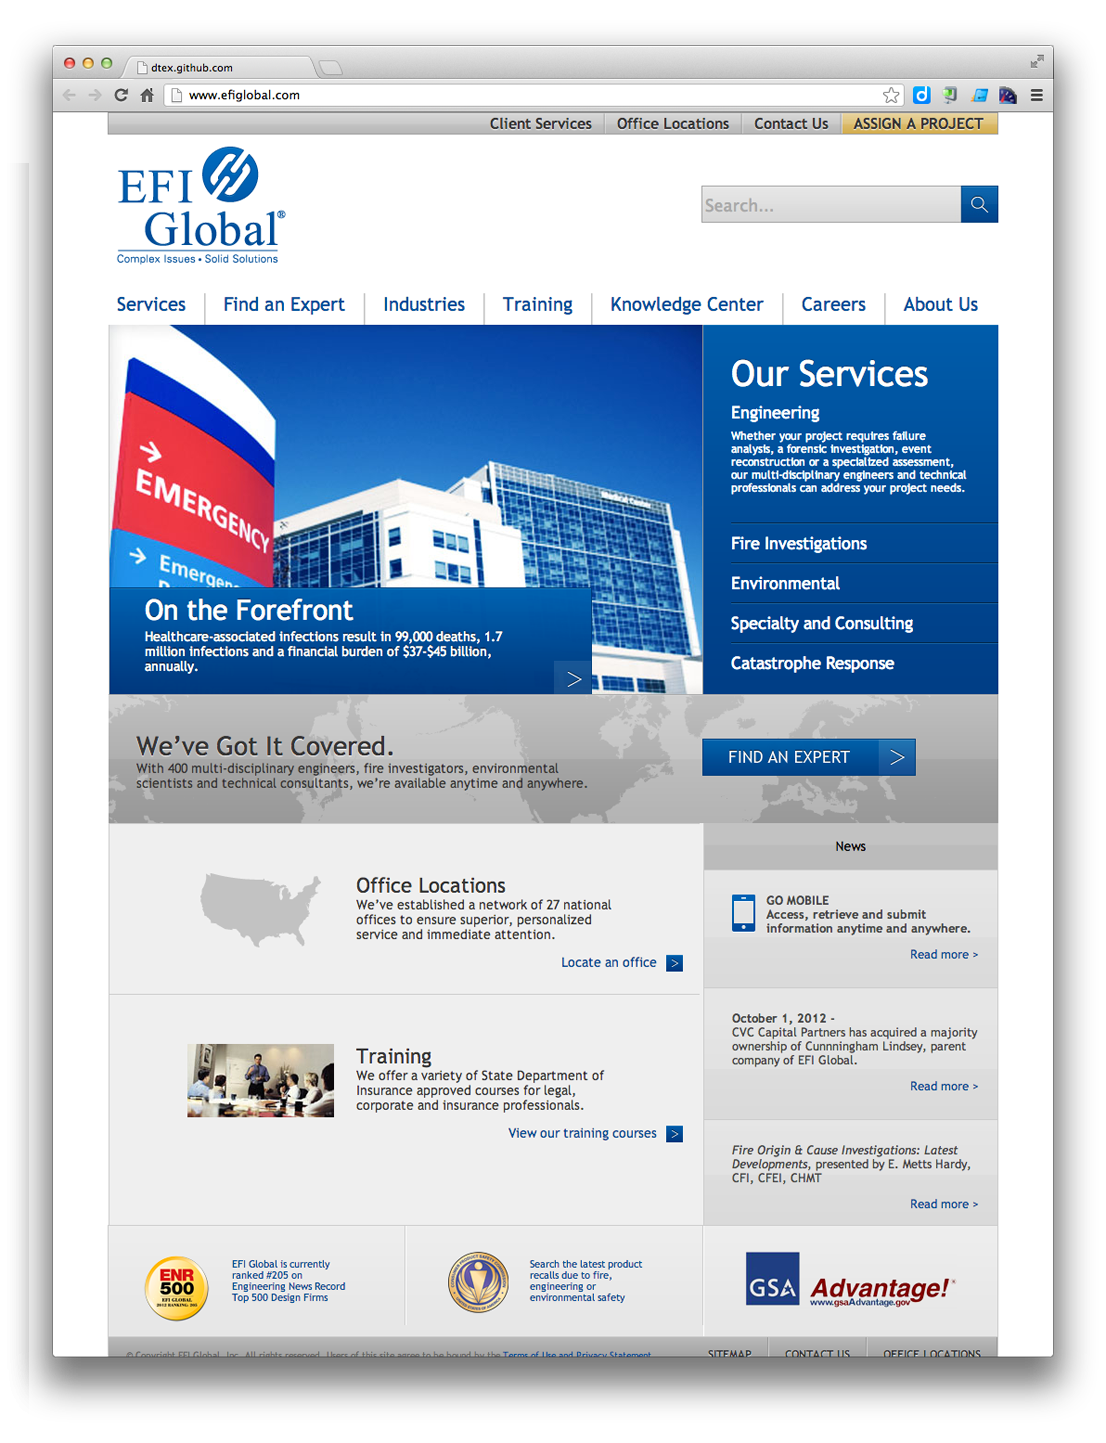 dtex.github.com
www.efiglobal.com
Client Services
Office Locations
Contact Us
ASSIGN A PROJECT
EFI
Global®
Complex Issues • Solid Solutions
Search...
Services
Find an Expert
Industries
Training
Knowledge Center
Careers
About Us
EMERGENCY
Emergenc
Medical Center
On the Forefront
Healthcare-associated infections result in 99,000 deaths, 1.7
million infections and a financial burden of $37-$45 billion,
annually.
>
Our Services
Engineering
Whether your project requires failure
analysis, a forensic investigation, event
reconstruction or a specialized assessment,
our multi-disciplinary engineers and technical
professionals can address your project needs.
Fire Investigations
Environmental
Specialty and Consulting
Catastrophe Response
We've Got It Covered.
With 400 multi-disciplinary engineers, fire investigators, environmental
scientists and technical consultants, we're available anytime and anywhere.
FIND AN EXPERT >
Office Locations
We've established a network of 27 national
offices to ensure superior, personalized
service and immediate attention.
Locate an office >
Training
We offer a variety of State Department of
Insurance approved courses for legal,
corporate and insurance professionals.
View our training courses >
News
GO MOBILE
Access, retrieve and submit
information anytime and anywhere.
Read more >
October 1, 2012 -
CVC Capital Partners has acquired a majority
ownership of Cunnningham Lindsey, parent
company of EFI Global.
Read more >
Fire Origin & Cause Investigations: Latest
Developments, presented by E. Metts Hardy,
CFI, CFEI, CHMT
Read more >
ENR
500
EFI GLOBAL
2012 RANKING: 205
EFI Global is currently
ranked #205 on
Engineering News Record
Top 500 Design Firms
Search the latest product
recalls due to fire,
engineering or
environmental safety
GSA
Advantage!
www.gsaAdvantage.gov
© Copyright EFI Global, Inc. All rights reserved. Users of this site agree to be bound by the Terms of Use and Privacy Statement
SITEMAP
CONTACT US
OFFICE LOCATIONS